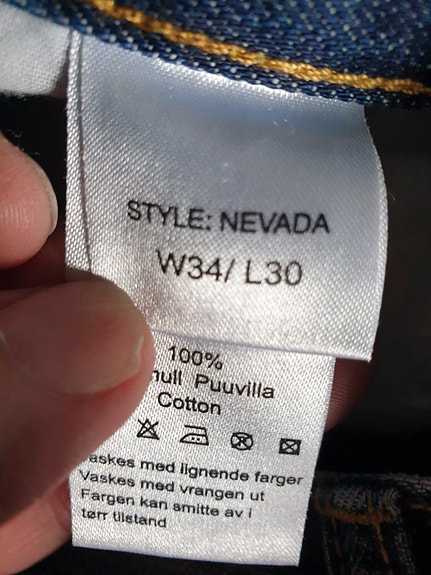 STYLE: NEVADA
W34/ L30
100%
Puuvilla
Cotton
med lignende farger
Vaskes med vrangen ut
Fargen kan smitte av i
tørr tilstand